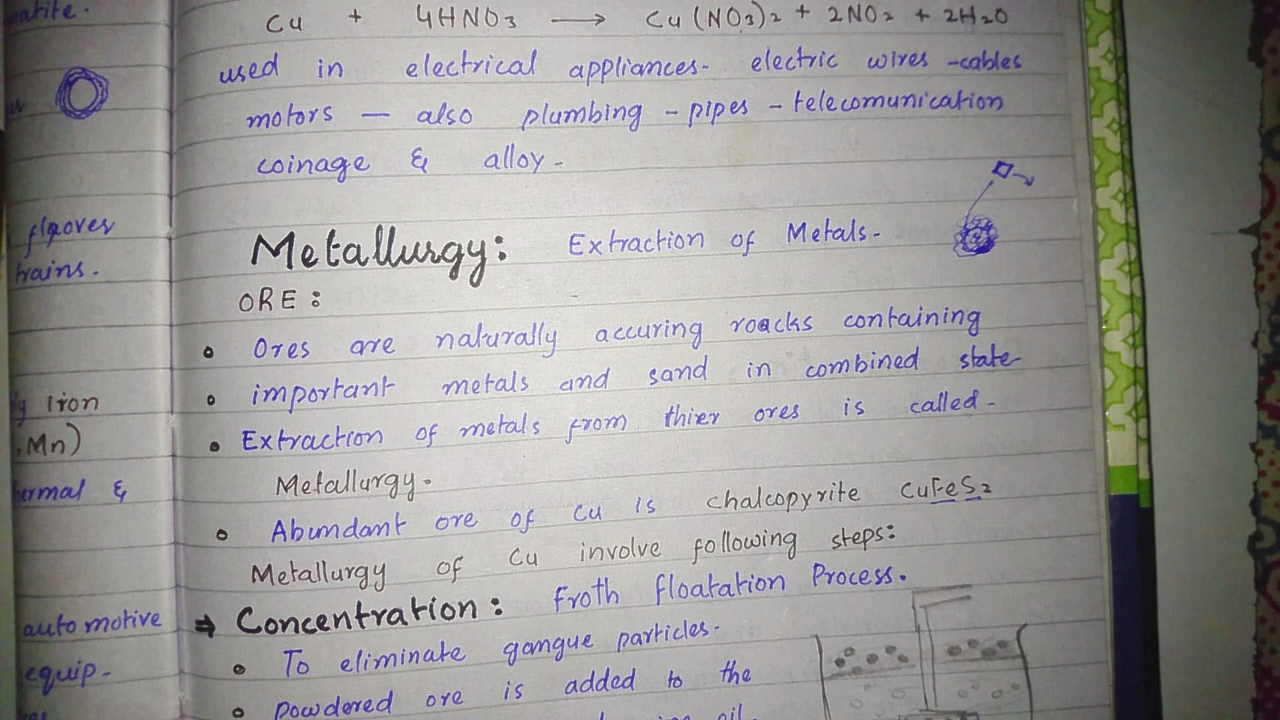 Cu + 4HNO3 ⟶ Cu(NO3)2 + 2NO2 + 2H2O
used in electrical appliances- electric wires -cables
motors — also plumbing - pipes - telecomunication
coinage & alloy-
Metallurgy: Extraction of Metals.
ORE:
• Ores are naturally accuring roacks containing
• important metals and sand in combined state
• Extraction of metals from thier ores is called-
Metallurgy.
• Abundant ore of Cu is chalcopyrite CuFeS2
Metallurgy of Cu involve following steps:
⇒ Concentration: froth floatation Process.
• To eliminate gangue particles.
• Powdered ore is added to the
oil
trains.
iron
,Mn)
&
automotive
equip-